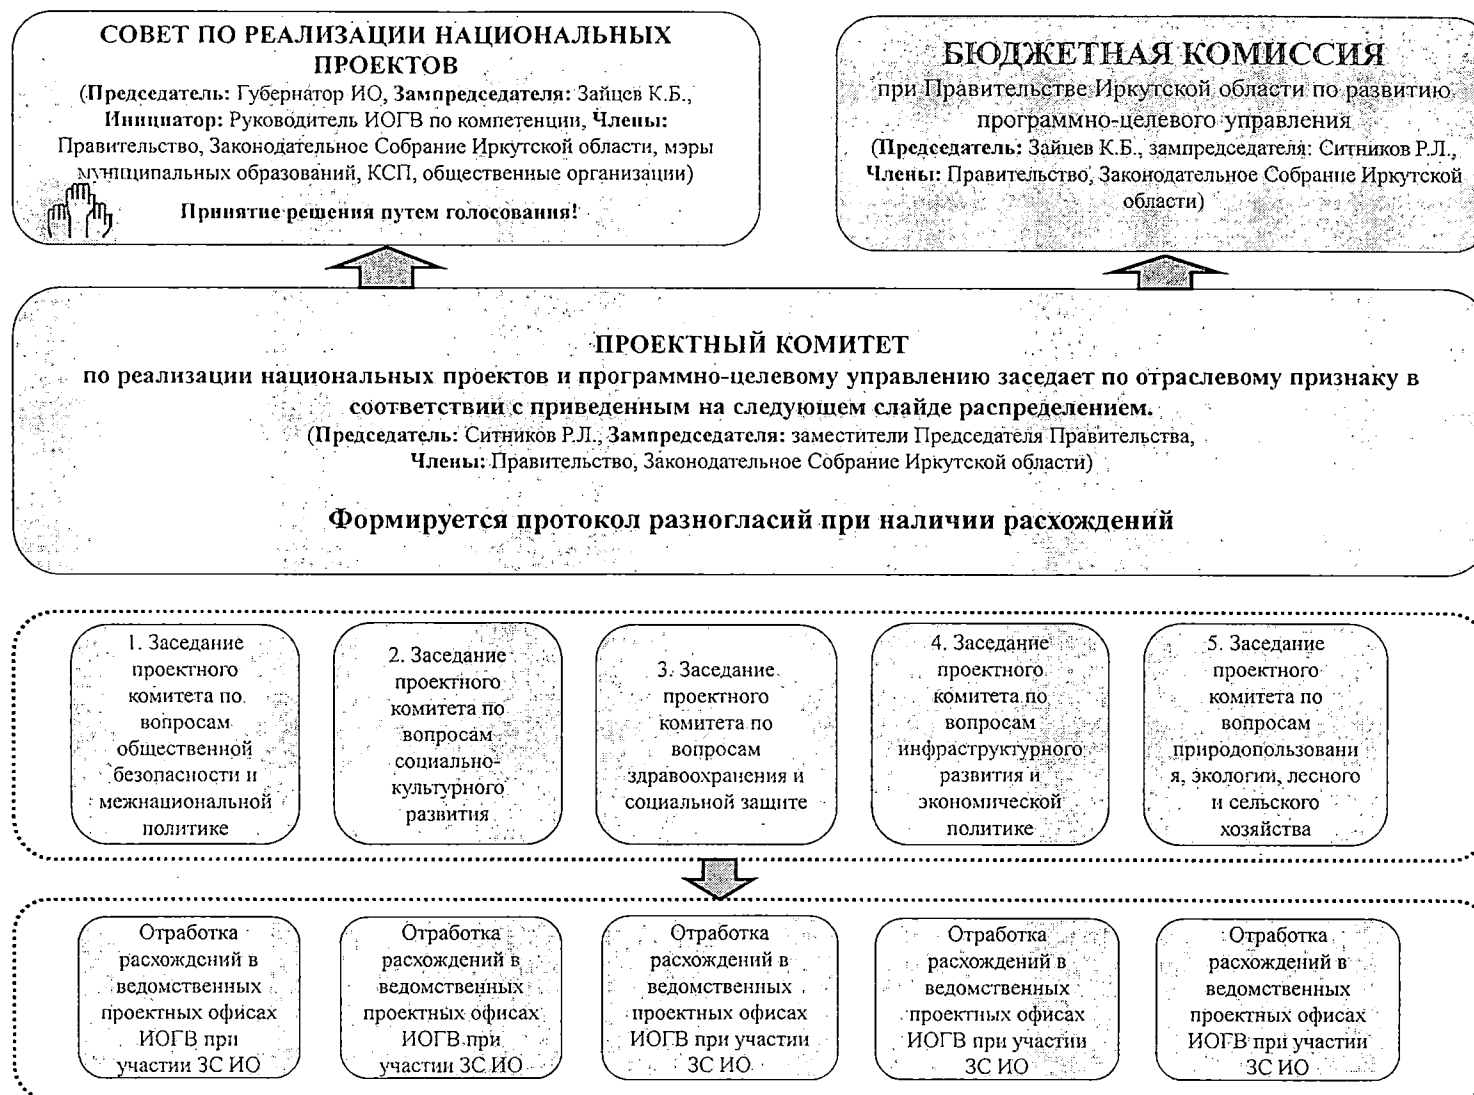 СОВЕТ ПО РЕАЛИЗАЦИИ НАЦИОНАЛЬНЫХ
ПРОЕКТОВ
(Председатель: Губернатор ИО, Зампредседателя: Зайцев К.Б.,
Инициатор: Руководитель ИОГВ по компетенции, Члены:
Правительство, Законодательное Собрание Иркутской области, мэры
муниципальных образований, КСП, общественные организации)
Принятие решения путем голосования!
БЮДЖЕТНАЯ КОМИССИЯ
при Правительстве Иркутской области по развитию
программно-целевого управления
(Председатель: Зайцев К.Б., зампредседателя: Ситников Р.Л.,
Члены: Правительство, Законодательное Собрание Иркутской
области)
ПРОЕКТНЫЙ КОМИТЕТ
по реализации национальных проектов и программно-целевому управлению заседает по отраслевому признаку в
соответствии с приведенным на следующем слайде распределением.
(Председатель: Ситников Р.Л., Зампредседателя: заместители Председателя Правительства,
Члены: Правительство, Законодательное Собрание Иркутской области)
Формируется протокол разногласий при наличии расхождений
1. Заседание
проектного
комитета по
вопросам
общественной
безопасности и
межнациональной
политике
2. Заседание
проектного
комитета по
вопросам
социально-
культурного
развития
3. Заседание
проектного
комитета по
вопросам
здравоохранения и
социальной защите
4. Заседание
проектного
комитета по
вопросам
инфраструктурного
развития и
экономической
политике
5. Заседание
проектного
комитета по
вопросам
природопользовани
я, экологии, лесного
и сельского
хозяйства
Отработка
расхождений в
ведомственных
проектных офисах
ИОГВ при
участии ЗС ИО
Отработка
расхождений в
ведомственных
проектных офисах
ИОГВ при
участии ЗС ИО
Отработка
расхождений в
ведомственных
проектных офисах
ИОГВ при участии
ЗС ИО
Отработка
расхождений в
ведомственных
проектных офисах
ИОГВ при участии
ЗС ИО
Отработка
расхождений в
ведомственных
проектных офисах
ИОГВ при участии
ЗС ИО